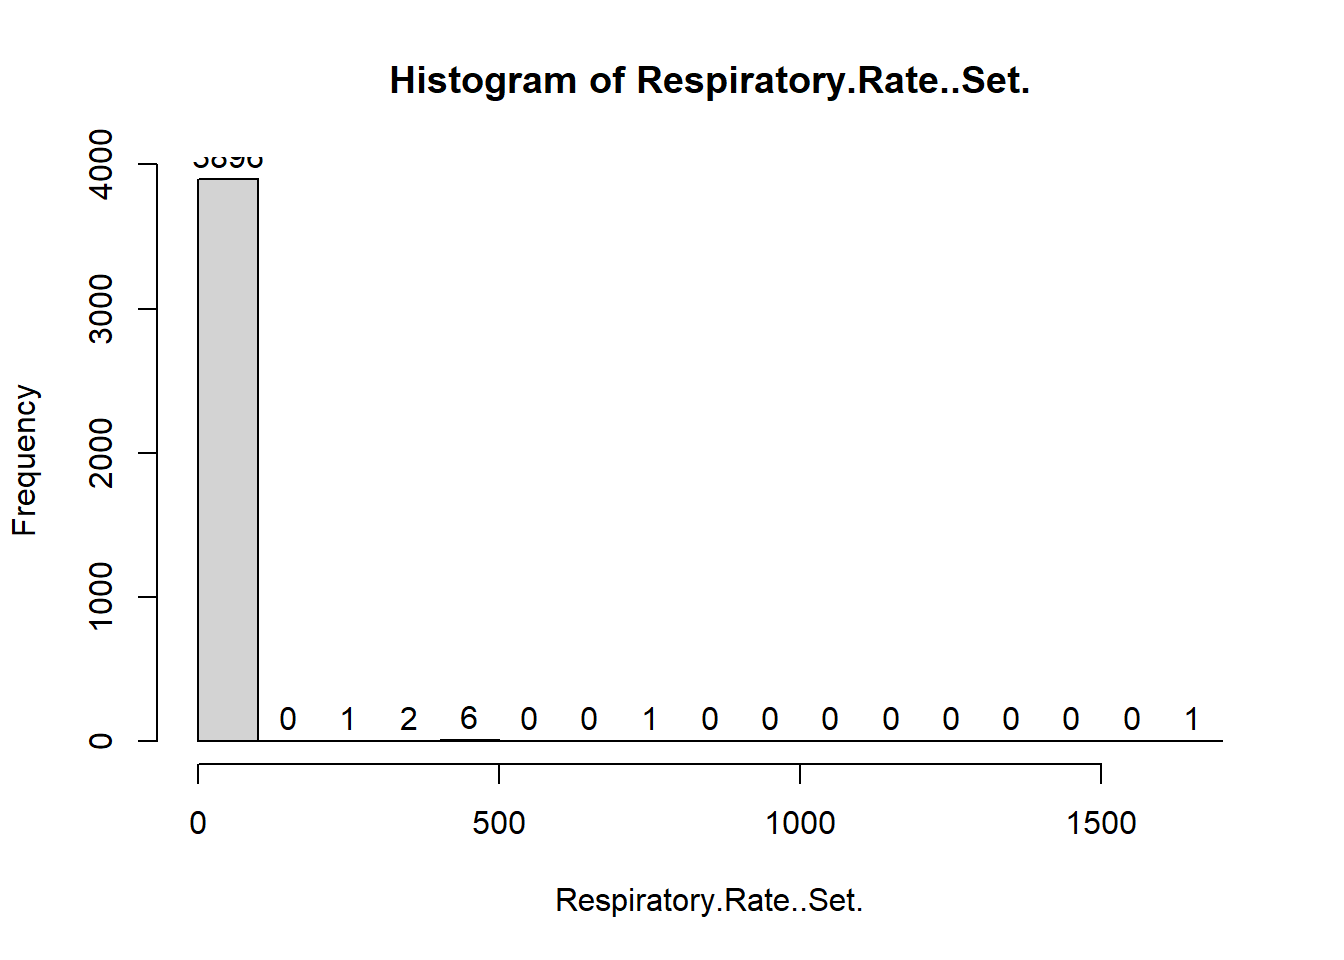 Histogram of Respiratory.Rate..Set.
4000
3000
2000
1000
0
Frequency
0 1 2 6 0 0 1 0 0 0 0 0 0 0 0 1
0 500 1000 1500
Respiratory.Rate..Set.